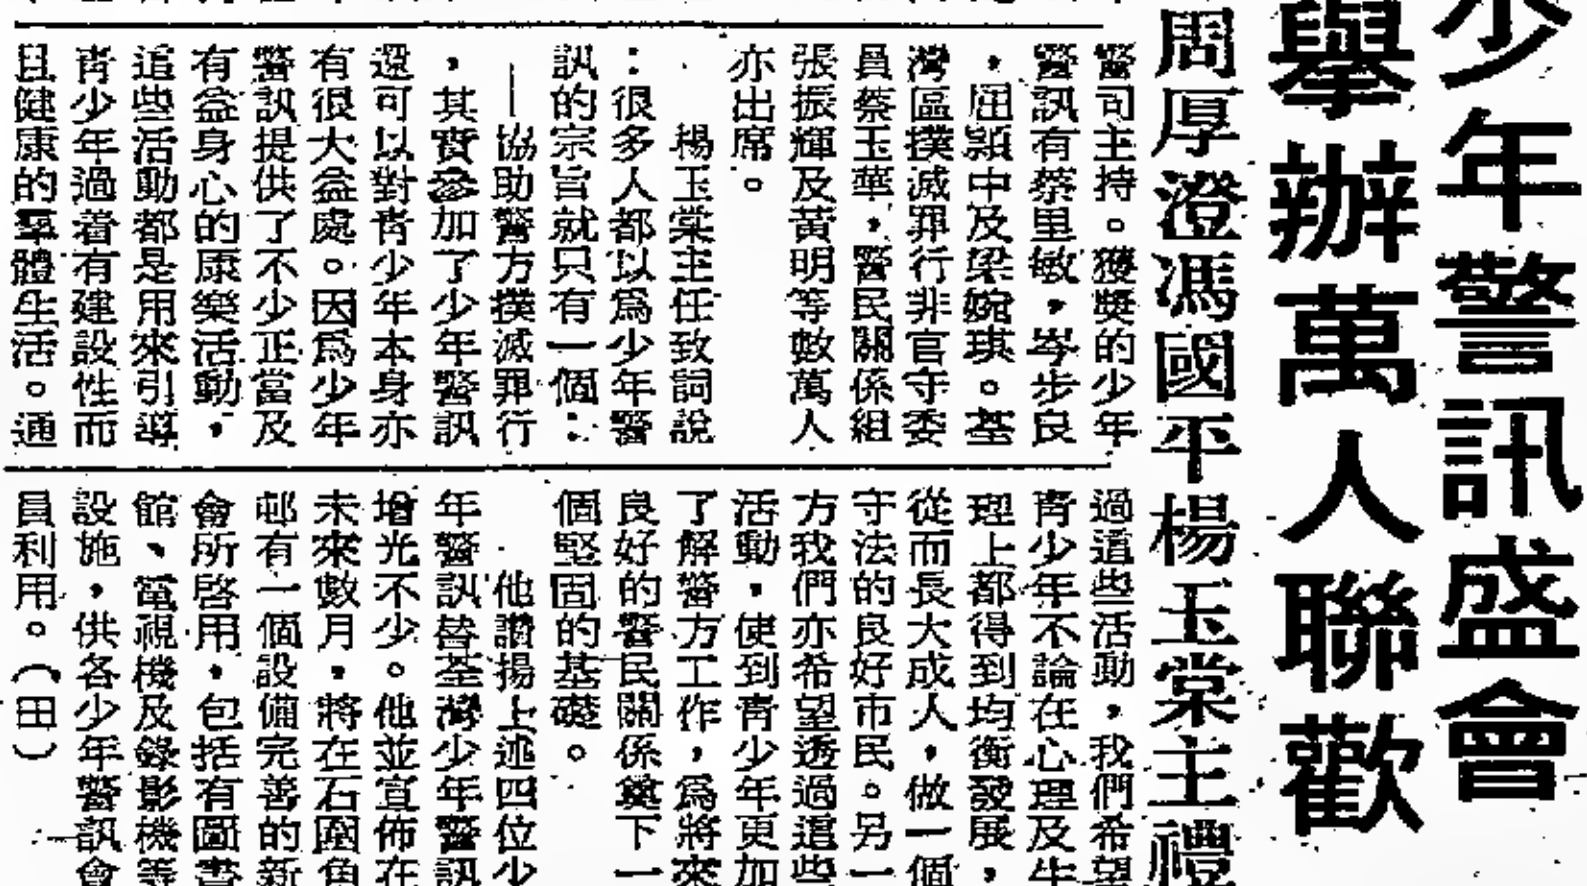 少年警訊盛會
擧辦萬人聯歡
周厚澄馮國平楊玉棠主禮
警司主持。獲獎的少年
警訊有蔡里敏，岑步良
，屈穎中及梁婉琪。荃
灣區撲滅罪行非官守委
員蔡玉華，警民關係組
張振輝及黃明等數萬人
亦出席。
楊玉棠主任致詞說
：很多人都以爲少年警
訊的宗旨就只有一個：
—協助警方撲滅罪行
，其實參加了少年警訊
還可以對靑少年本身亦
有很大益處。因爲少年
警訊提供了不少正當及
有益身心的康樂活動，
這些活動都是用來引導
靑少年過着有建設性而
且健康的羣體生活。通
過這些活動，我們希望
靑少年不論在心理及生
理上都得到均衡發展，
從而長大成人，做一個
守法的良好市民。另一
方我們亦希望透過這些
活動，使到靑少年更加
了解警方工作，爲將來
良好的警民關係奠下一
個堅固的基礎。
他讚揚上述四位少
年警訊替荃灣少年警訊
增光不少。他並宣佈在
未來數月，將在石圍角
邨有一個設備完善的新
會所啓用，包括有圖書
館、電視機及錄影機等
設施，供各少年警訊會
員利用。（田）